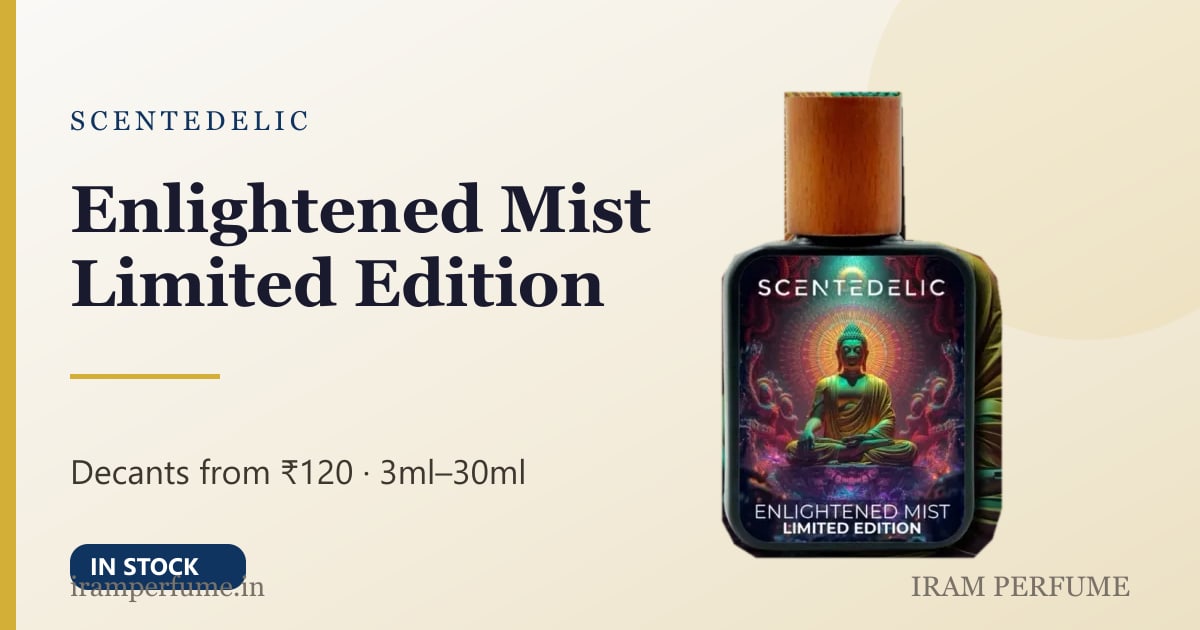 SCENTEDELIC
Enlightened Mist
Limited Edition
Decants from ₹120 · 3ml–30ml
IN STOCK
iramperfume.in
SCENTEDELIC
ENLIGHTENED MIST
LIMITED EDITION
IRAM PERFUME